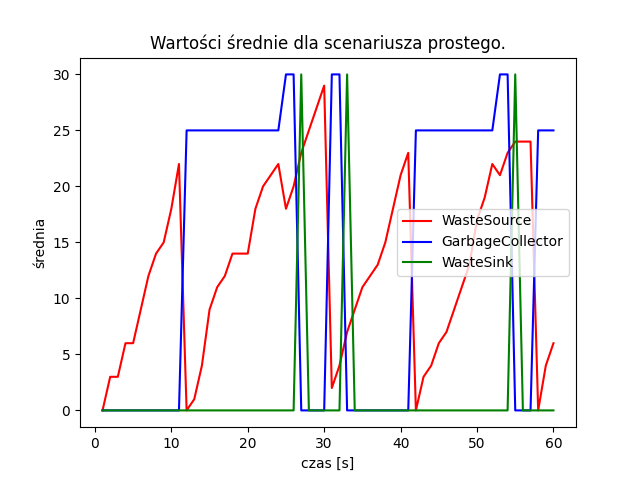 Wartości średnie dla scenariusza prostego.
30
25
20
15
10
5
0
średnia
WasteSource
GarbageCollector
WasteSink
0 10 20 30 40 50 60
czas [s]